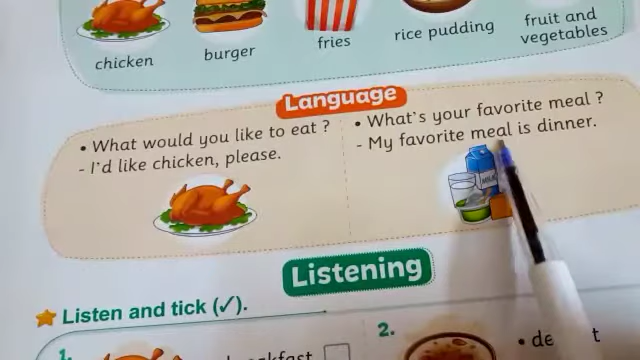 chicken
burger
fries
rice pudding
fruit and
vegetables
Language
• What would you like to eat ?
- I'd like chicken, please.
• What's your favorite meal ?
- My favorite meal is dinner.
MILK
Listening
Listen and tick (✓).
1.
2.